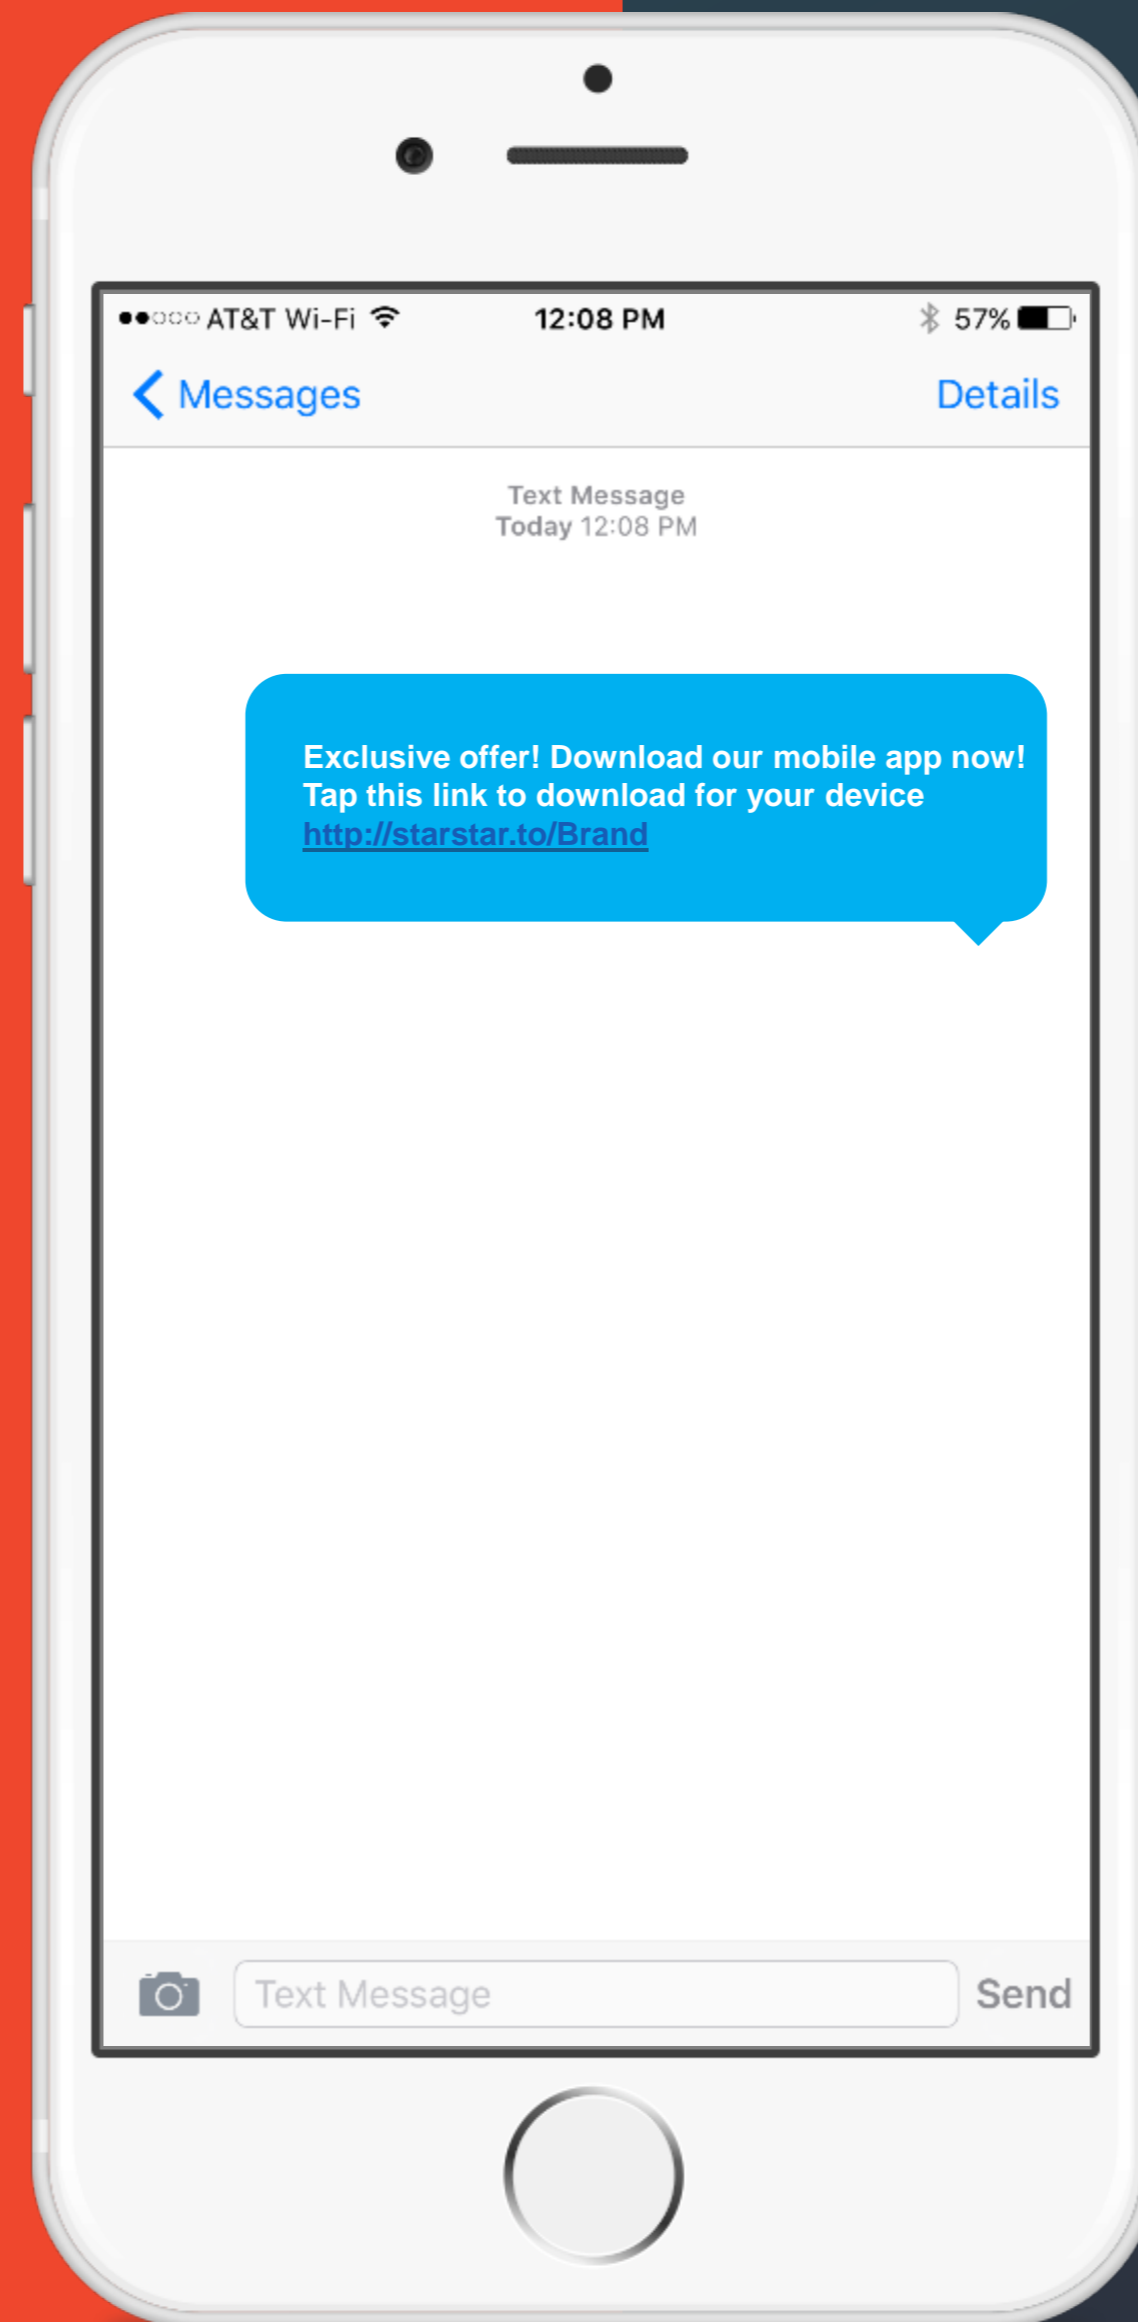 AT&T Wi-Fi 12:08 PM 57%
Messages Details
Text Message
Today 12:08 PM
Exclusive offer! Download our mobile app now!
Tap this link to download for your device
http://starstar.to/Brand
Text Message Send